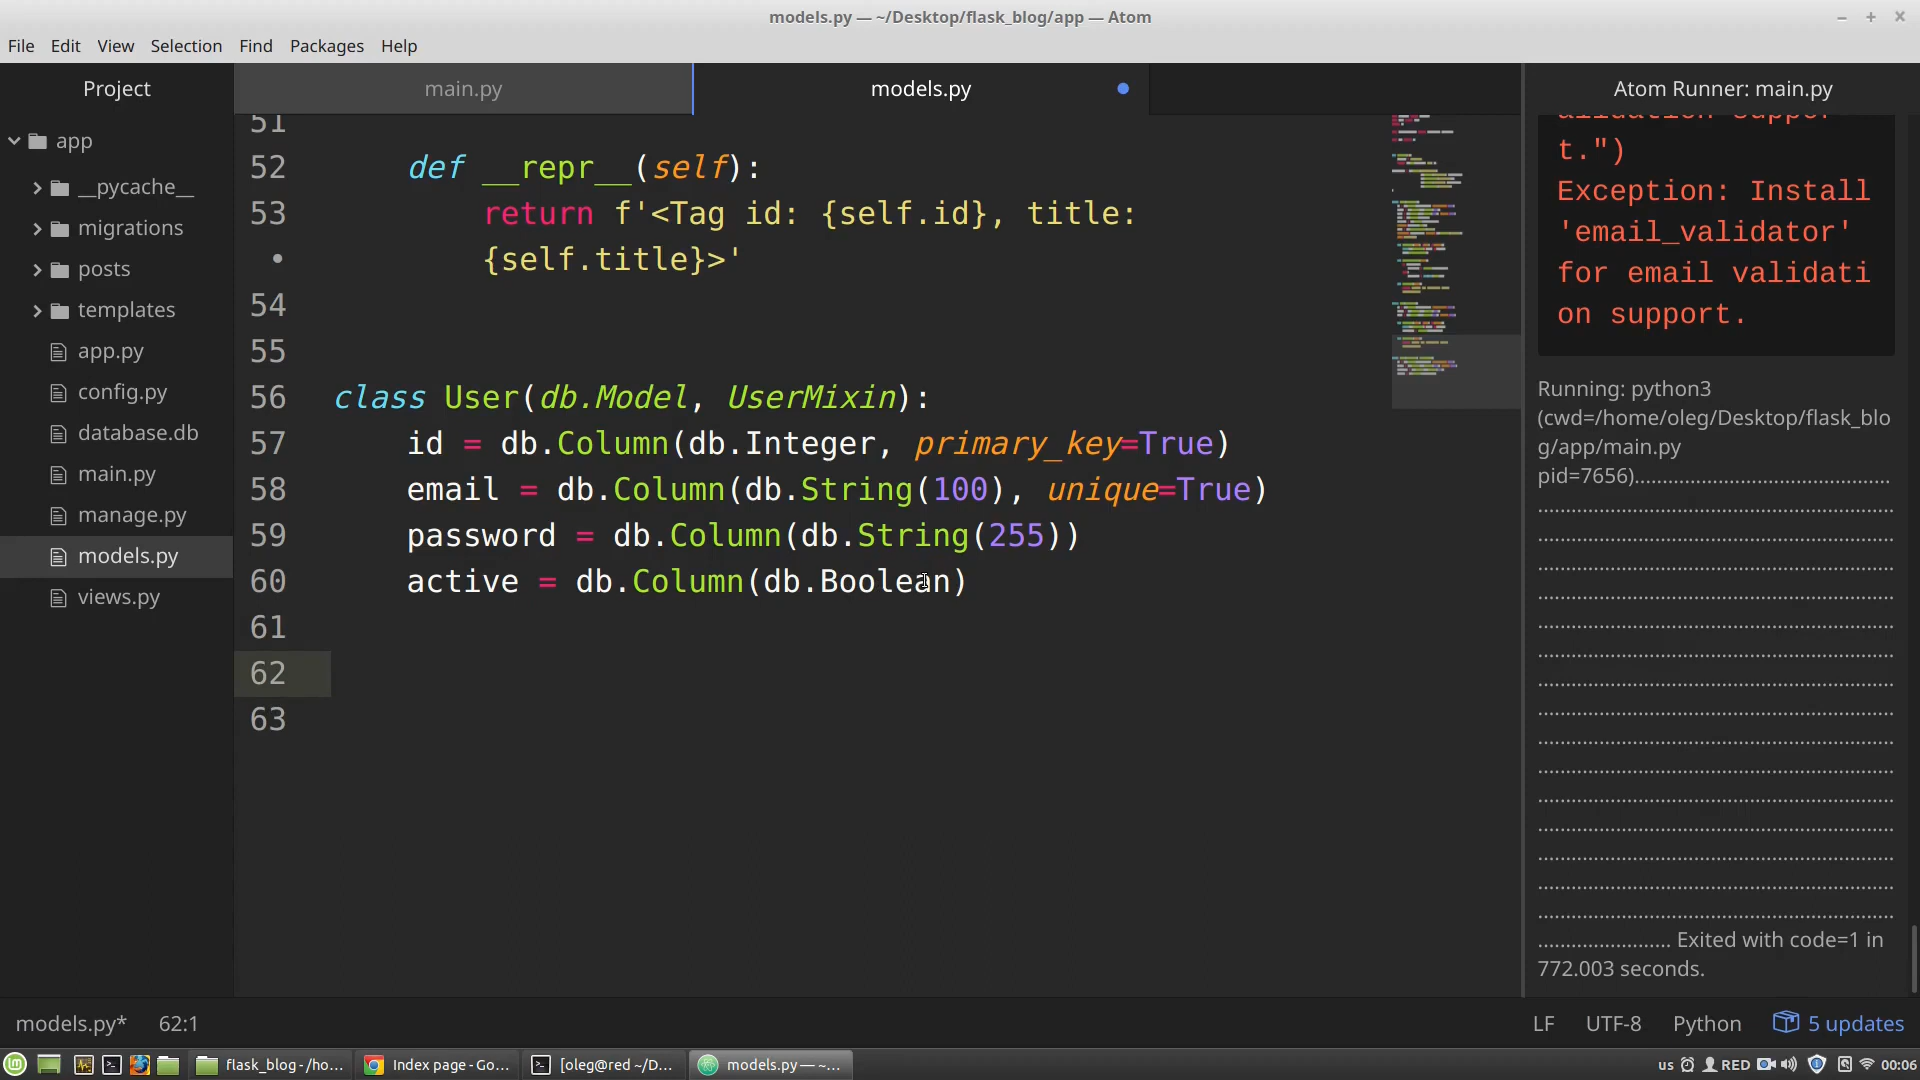 models.py — ~/Desktop/flask_blog/app — Atom
File Edit View Selection Find Packages Help
Project
app
__pycache__
migrations
posts
templates
app.py
config.py
database.db
main.py
manage.py
models.py
views.py
main.py
models.py
51
52 def __repr__(self):
53 return f'<Tag id: {self.id}, title:
• {self.title}>'
54
55
56 class User(db.Model, UserMixin):
57 id = db.Column(db.Integer, primary_key=True)
58 email = db.Column(db.String(100), unique=True)
59 password = db.Column(db.String(255))
60 active = db.Column(db.Boolean)
61
62
63
Atom Runner: main.py
alidation suppor
t.")
Exception: Install
'email_validator'
for email validati
on support.
Running: python3
(cwd=/home/oleg/Desktop/flask_blo
g/app/main.py
pid=7656)...............................................
Exited with code=1 in
772.003 seconds.
models.py* 62:1
LF UTF-8 Python 5 updates
flask_blog - /ho... Index page - Go... [oleg@red ~/D... models.py — ~... us RED 00:06